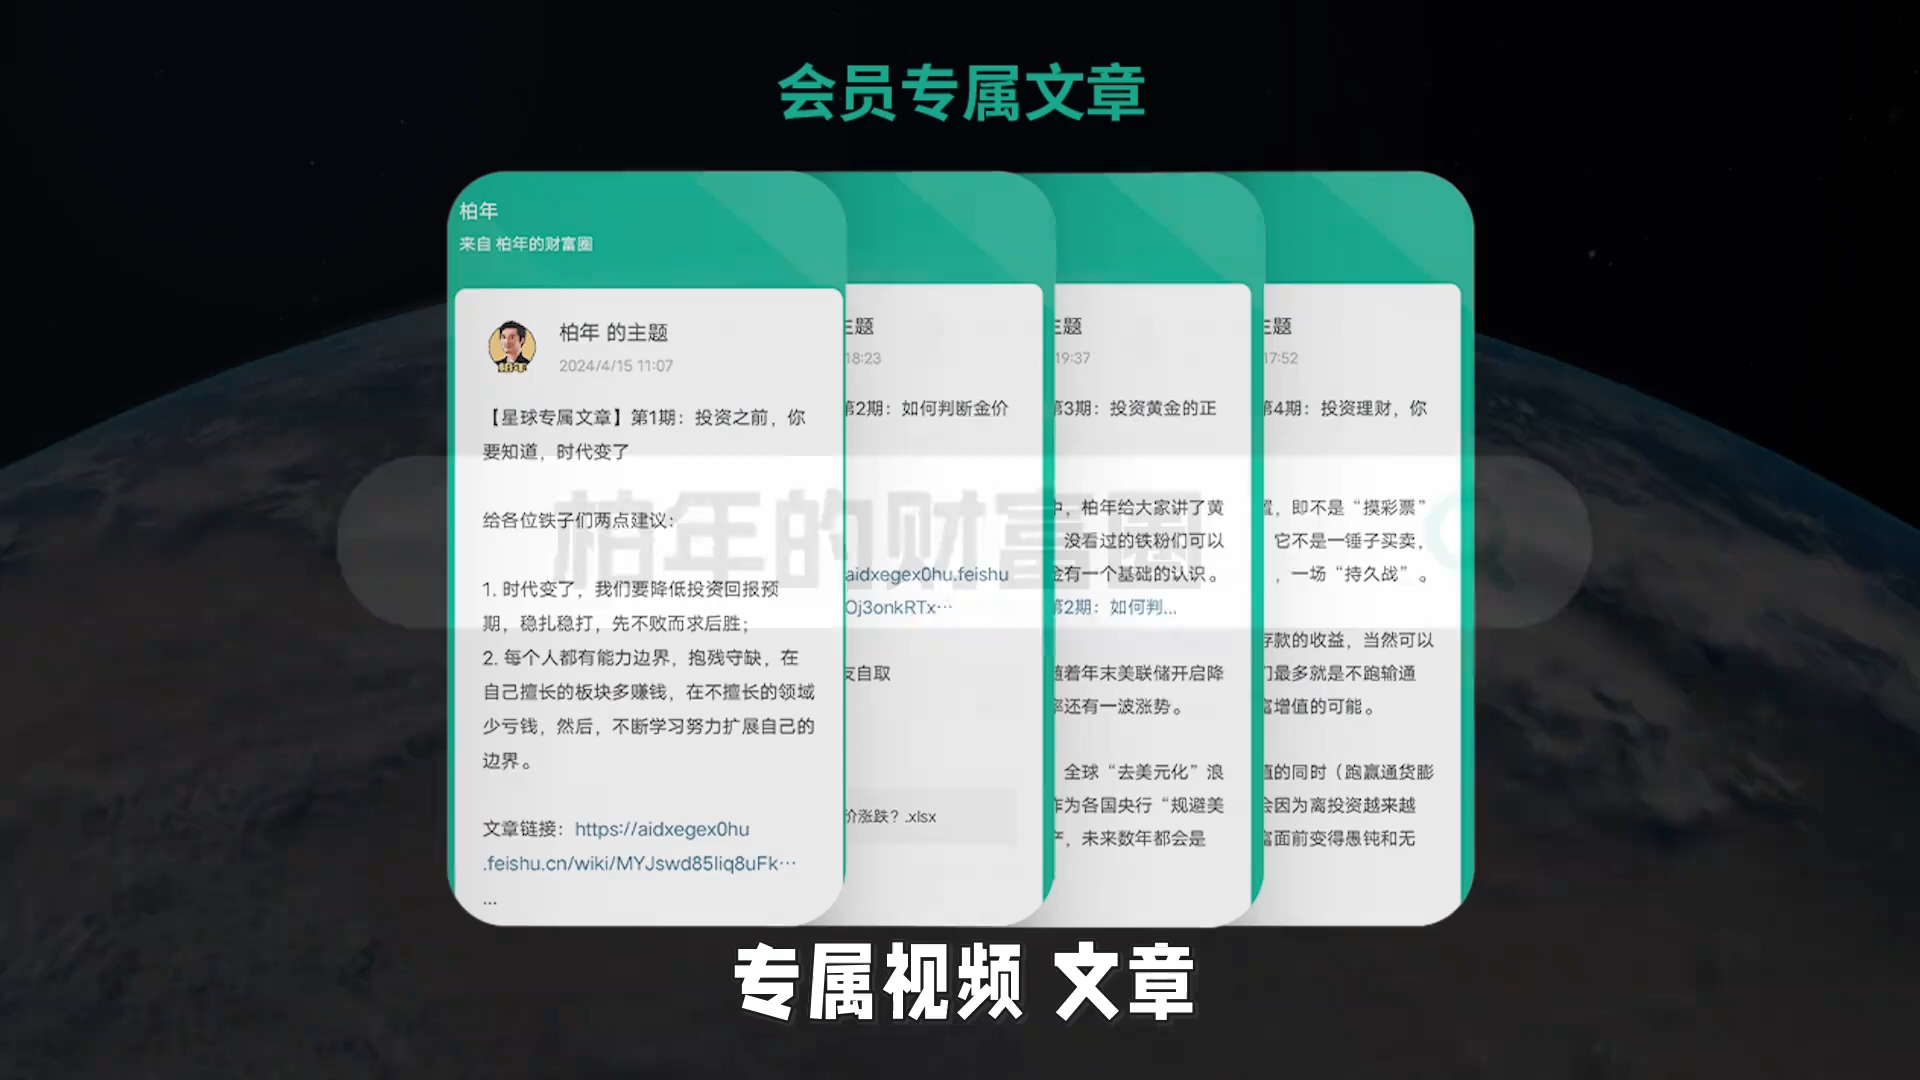 会员专属文章
柏年
来自 柏年的财富圈
柏年 的主题
2024/4/15 11:07
【星球专属文章】第1期：投资之前，你
要知道，时代变了
给各位铁子们两点建议：
1. 时代变了，我们要降低投资回报预
期，稳扎稳打，先不败而求后胜；
2. 每个人都有能力边界，抱残守缺，在
自己擅长的板块多赚钱，在不擅长的领域
少亏钱，然后，不断学习努力扩展自己的
边界。
文章链接：https://aidxegex0hu
.feishu.cn/wiki/MYJswd85Iiq8uFk…
...
主题
18:23
第2期：如何判断金价
aidxegex0hu.feishu
Oj3onkRTx…
友自取
价涨跌？.xlsx
主题
19:37
第3期：投资黄金的正
中，柏年给大家讲了黄
没看过的铁粉们可以
金有一个基础的认识。
第2期：如何判...
随着年末美联储开启降
率还有一波涨势。
全球“去美元化”浪
作为各国央行“规避美
产，未来数年都会是
主题
17:52
第4期：投资理财，你
置，即不是“摸彩票”
它不是一锤子买卖，
，一场“持久战”。
存款的收益，当然可以
们最多就是不跑输通
富增值的可能。
值的同时（跑赢通货膨
会因为离投资越来越
富面前变得愚钝和无
柏年的财富圈
专属视频 文章